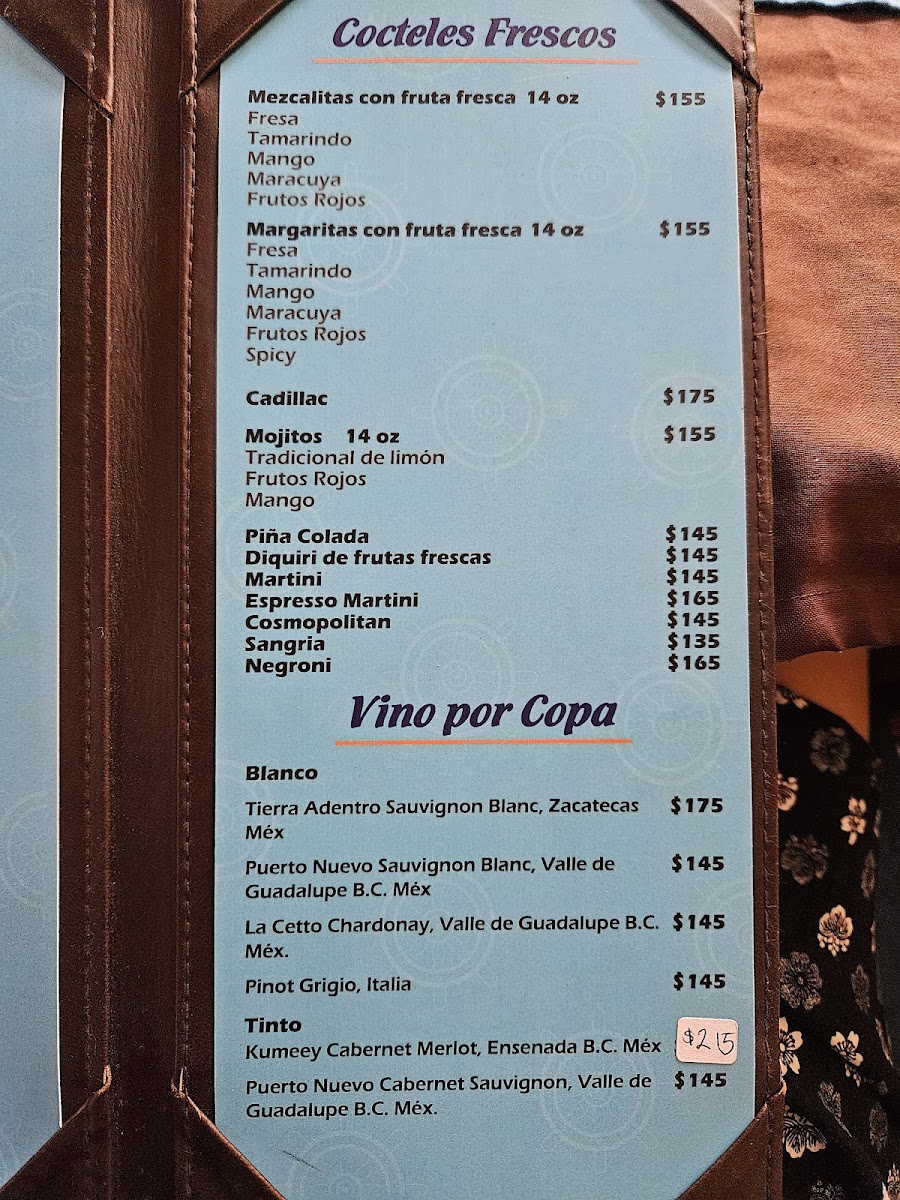 Cocteles Frescos
Mezcalitas con fruta fresca 14 oz $155
Fresa
Tamarindo
Mango
Maracuya
Frutos Rojos
Margaritas con fruta fresca 14 oz $155
Fresa
Tamarindo
Mango
Maracuya
Frutos Rojos
Spicy
Cadillac $175
Mojitos 14 oz $155
Tradicional de limón
Frutos Rojos
Mango
Piña Colada $145
Diquiri de frutas frescas $145
Martini $145
Espresso Martini $165
Cosmopolitan $145
Sangria $135
Negroni $165
Vino por Copa
Blanco
Tierra Adentro Sauvignon Blanc, Zacatecas $175
Méx
Puerto Nuevo Sauvignon Blanc, Valle de $145
Guadalupe B.C. Méx
La Cetto Chardonay, Valle de Guadalupe B.C. $145
Méx.
Pinot Grigio, Italia $145
Tinto
Kumeey Cabernet Merlot, Ensenada B.C. Méx $215
Puerto Nuevo Cabernet Sauvignon, Valle de $145
Guadalupe B.C. Méx.